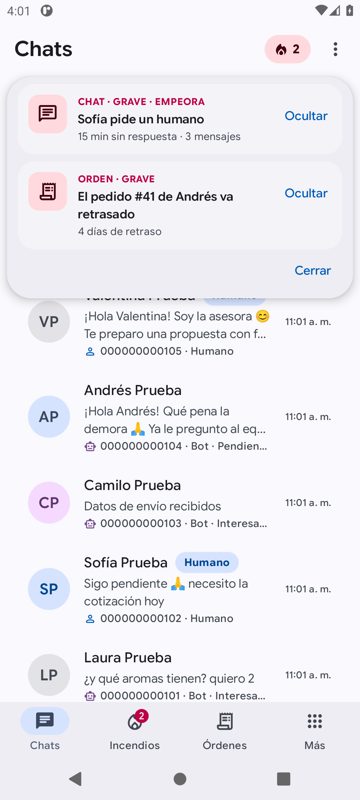 4:01
Chats
2
CHAT · GRAVE · EMPEORA
Sofía pide un humano
15 min sin respuesta · 3 mensajes
Ocultar
ORDEN · GRAVE
El pedido #41 de Andrés va
retrasado
4 días de retraso
Ocultar
Cerrar
Valentina Prueba
VP
¡Hola Valentina! Soy la asesora 😊
Te preparo una propuesta con f...
000000000105 · Humano
11:01 a. m.
Andrés Prueba
AP
¡Hola Andrés! Qué pena la
demora 🙏 Ya le pregunto al eq...
000000000104 · Bot · Pendien...
11:01 a. m.
Camilo Prueba
CP
Datos de envío recibidos
000000000103 · Bot · Interesa...
11:01 a. m.
Sofía Prueba Humano
SP
Sigo pendiente 🙏 necesito la
cotización hoy
000000000102 · Humano
11:01 a. m.
Laura Prueba
LP
¿y qué aromas tienen? quiero 2
000000000101 · Bot · Interesa...
11:01 a. m.
2
Chats
Incendios
Órdenes
Más